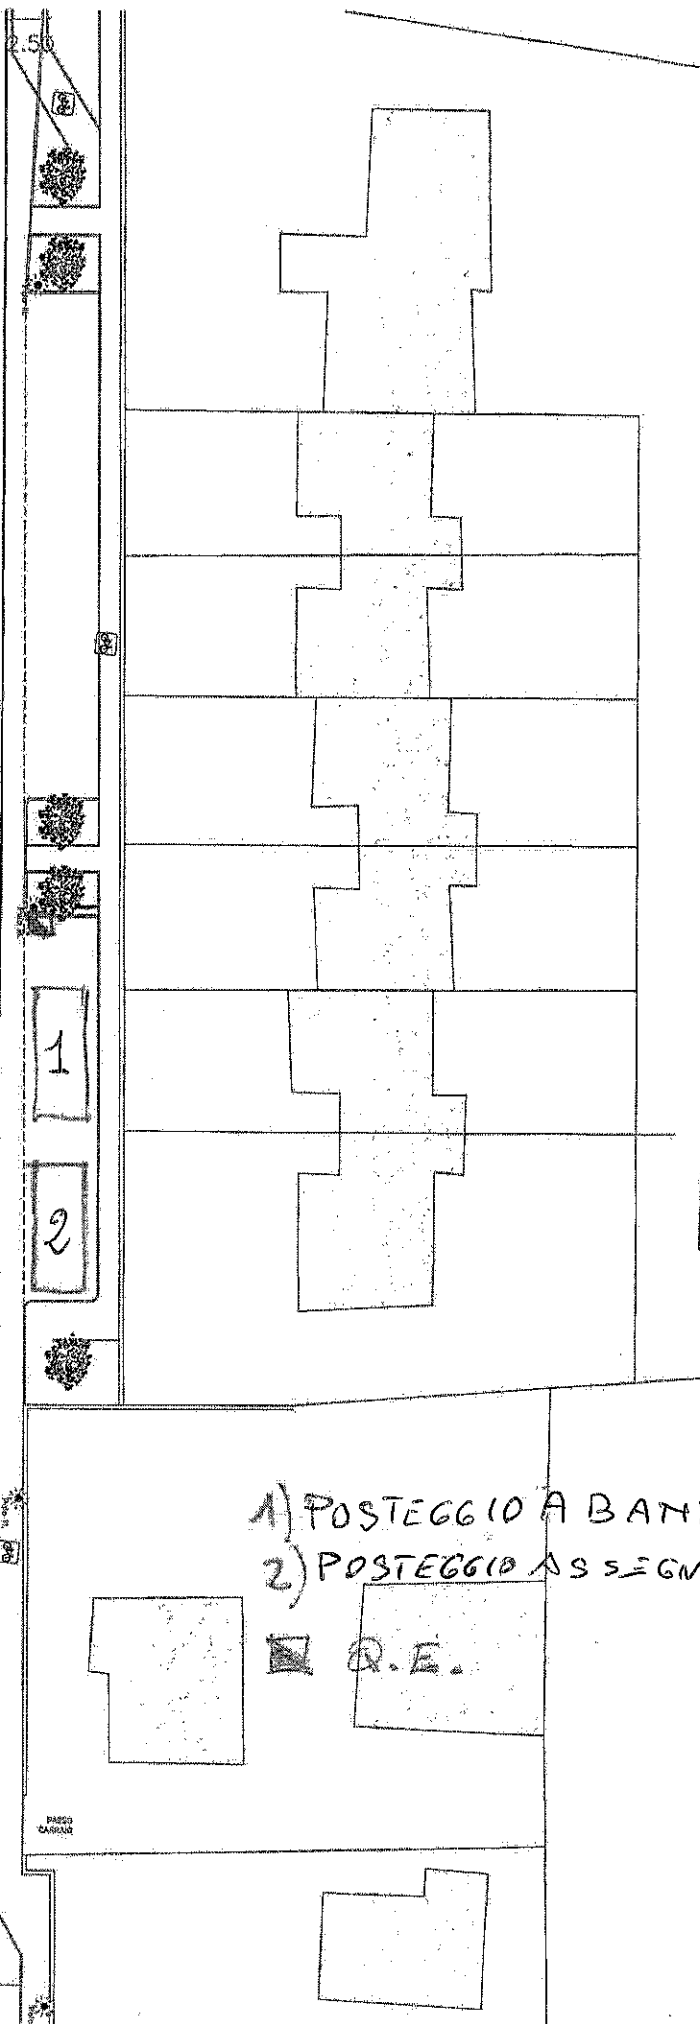 2.50
1
2
1) POSTEGGIO A BAN
2) POSTEGGIO ASSEGN
Q.E.
PASSO
CARRAIO